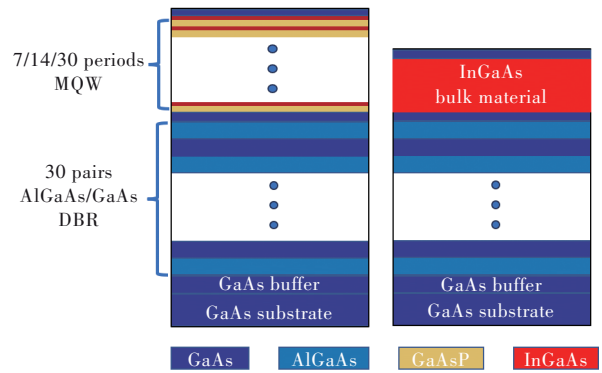 7/14/30 periods
MQW
30 pairs
AlGaAs/GaAs
DBR
GaAs buffer
GaAs substrate
InGaAs
bulk material
GaAs buffer
GaAs substrate
GaAs
AlGaAs
GaAsP
InGaAs